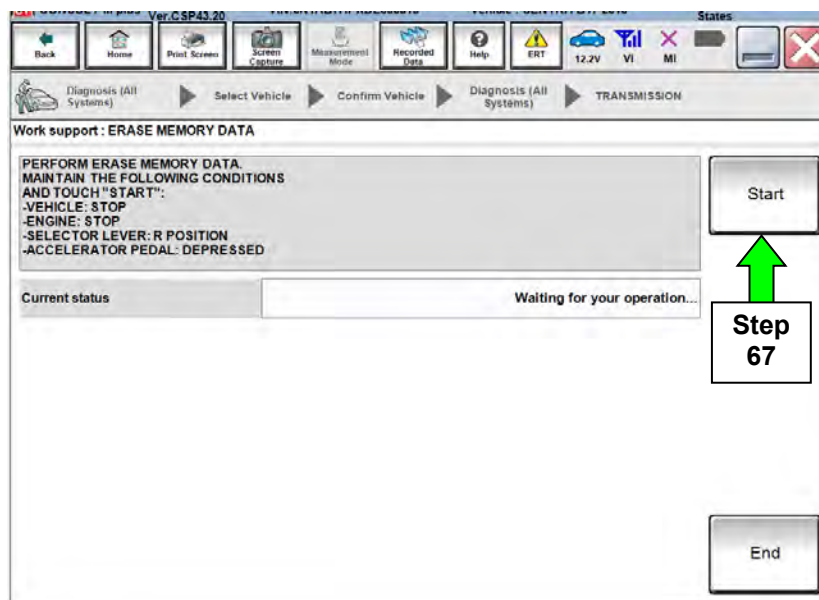 Ver.CSP43.20
States
Back
Home
Print Screen
Screen
Capture
Measurement
Mode
Recorded
Data
Help
ERT
12.2V
VI
MI
Diagnosis (All
Systems)
Select Vehicle
Confirm Vehicle
Diagnosis (All
Systems)
TRANSMISSION
Work support : ERASE MEMORY DATA
PERFORM ERASE MEMORY DATA.
MAINTAIN THE FOLLOWING CONDITIONS
AND TOUCH "START":
-VEHICLE: STOP
-ENGINE: STOP
-SELECTOR LEVER: R POSITION
-ACCELERATOR PEDAL: DEPRESSED
Start
Current status
Waiting for your operation...
Step
67
End